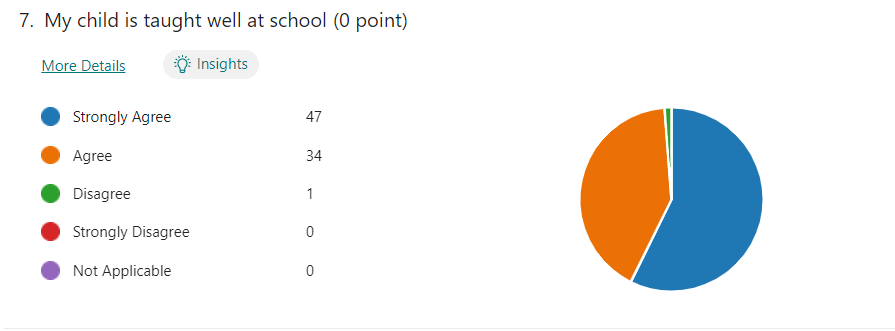 7. My child is taught well at school (0 point)
More Details
Insights
Strongly Agree 47
Agree 34
Disagree 1
Strongly Disagree 0
Not Applicable 0